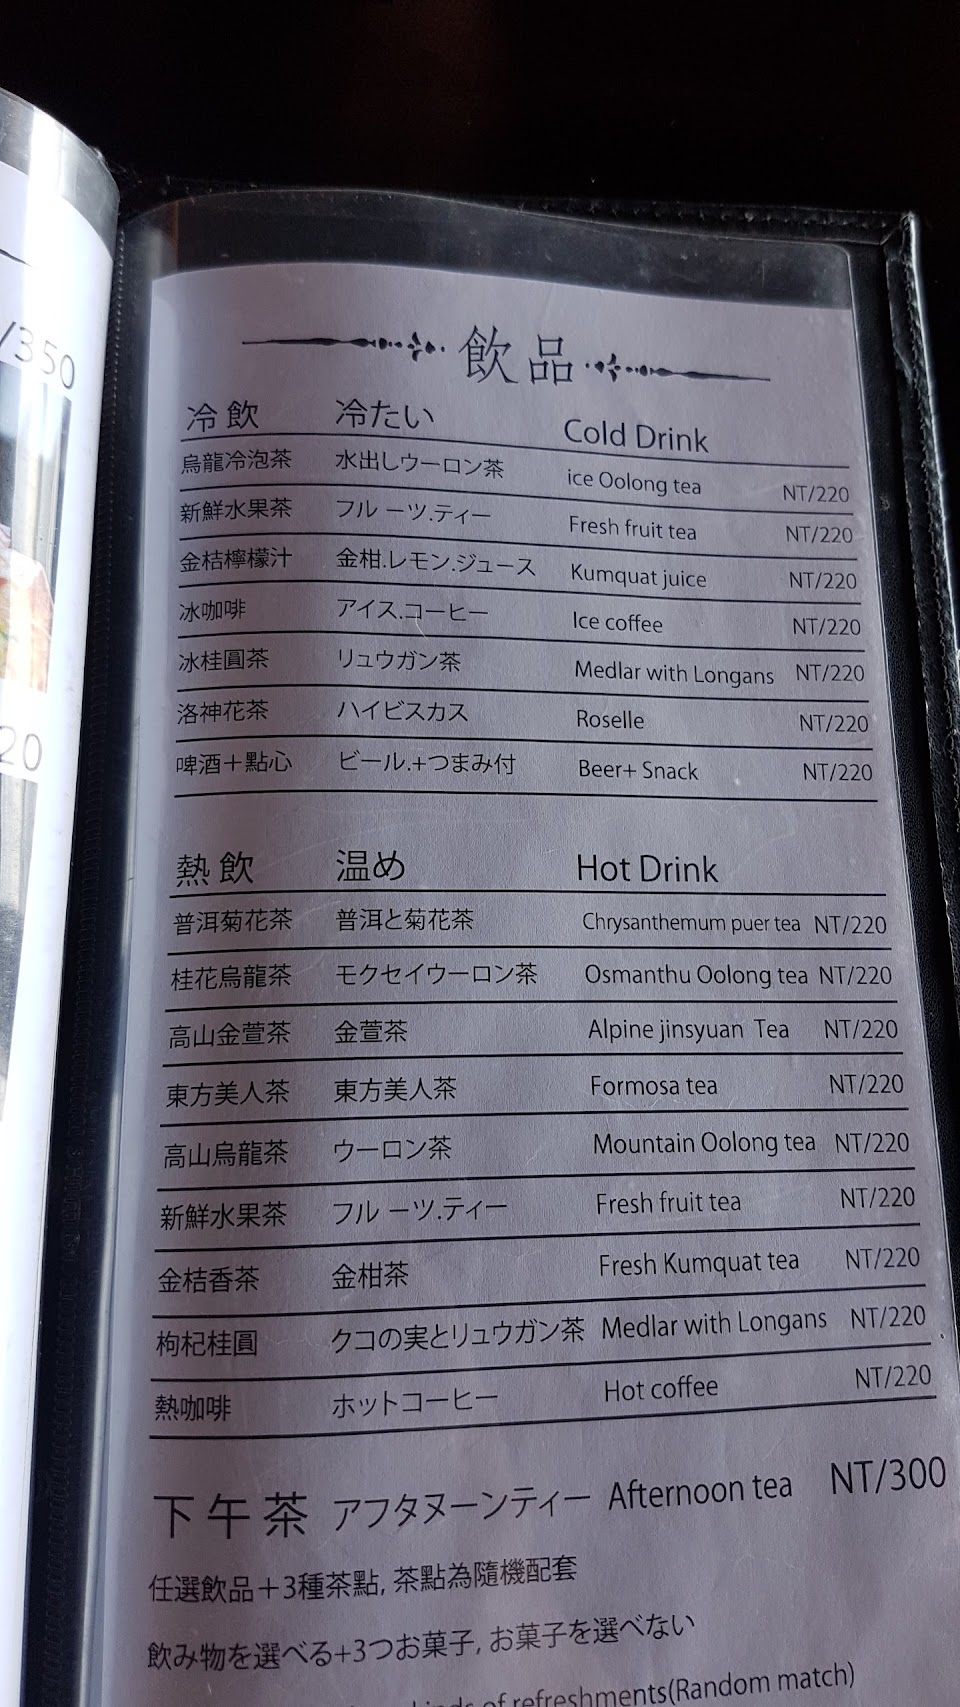 /350
20
飲品
冷飲 冷たい Cold Drink
烏龍冷泡茶 水出しウーロン茶 ice Oolong tea NT/220
新鮮水果茶 フル ーツ.ティー Fresh fruit tea NT/220
金桔檸檬汁 金柑.レモン.ジュース Kumquat juice NT/220
冰咖啡 アイス.コーヒー Ice coffee NT/220
冰桂圓茶 リュウガン茶 Medlar with Longans NT/220
洛神花茶 ハイビスカス Roselle NT/220
啤酒＋點心 ビール.+つまみ付 Beer+ Snack NT/220
熱飲 温め Hot Drink
普洱菊花茶 普洱と菊花茶 Chrysanthemum puer tea NT/220
桂花烏龍茶 モクセイウーロン茶 Osmanthu Oolong tea NT/220
高山金萱茶 金萱茶 Alpine jinsyuan Tea NT/220
東方美人茶 東方美人茶 Formosa tea NT/220
高山烏龍茶 ウーロン茶 Mountain Oolong tea NT/220
新鮮水果茶 フル ーツ.ティー Fresh fruit tea NT/220
金桔香茶 金柑茶 Fresh Kumquat tea NT/220
枸杞桂圓 クコの実とリュウガン茶 Medlar with Longans NT/220
熱咖啡 ホットコーヒー Hot coffee NT/220
下午茶 アフタヌーンティー Afternoon tea NT/300
任選飲品＋3種茶點, 茶點為隨機配套
飲み物を選べる+3つお菓子, お菓子を選べない
kinds of refreshments(Random match)